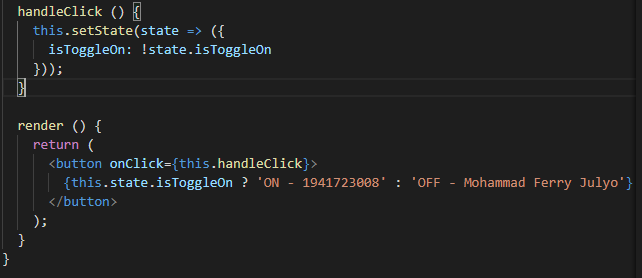 handleClick () {
this.setState(state => ({
isToggleOn: !state.isToggleOn
}));
}
render () {
return (
<button onClick={this.handleClick}>
{this.state.isToggleOn ? 'ON - 1941723008' : 'OFF - Mohammad Ferry Julyo'}
</button>
);
}
}